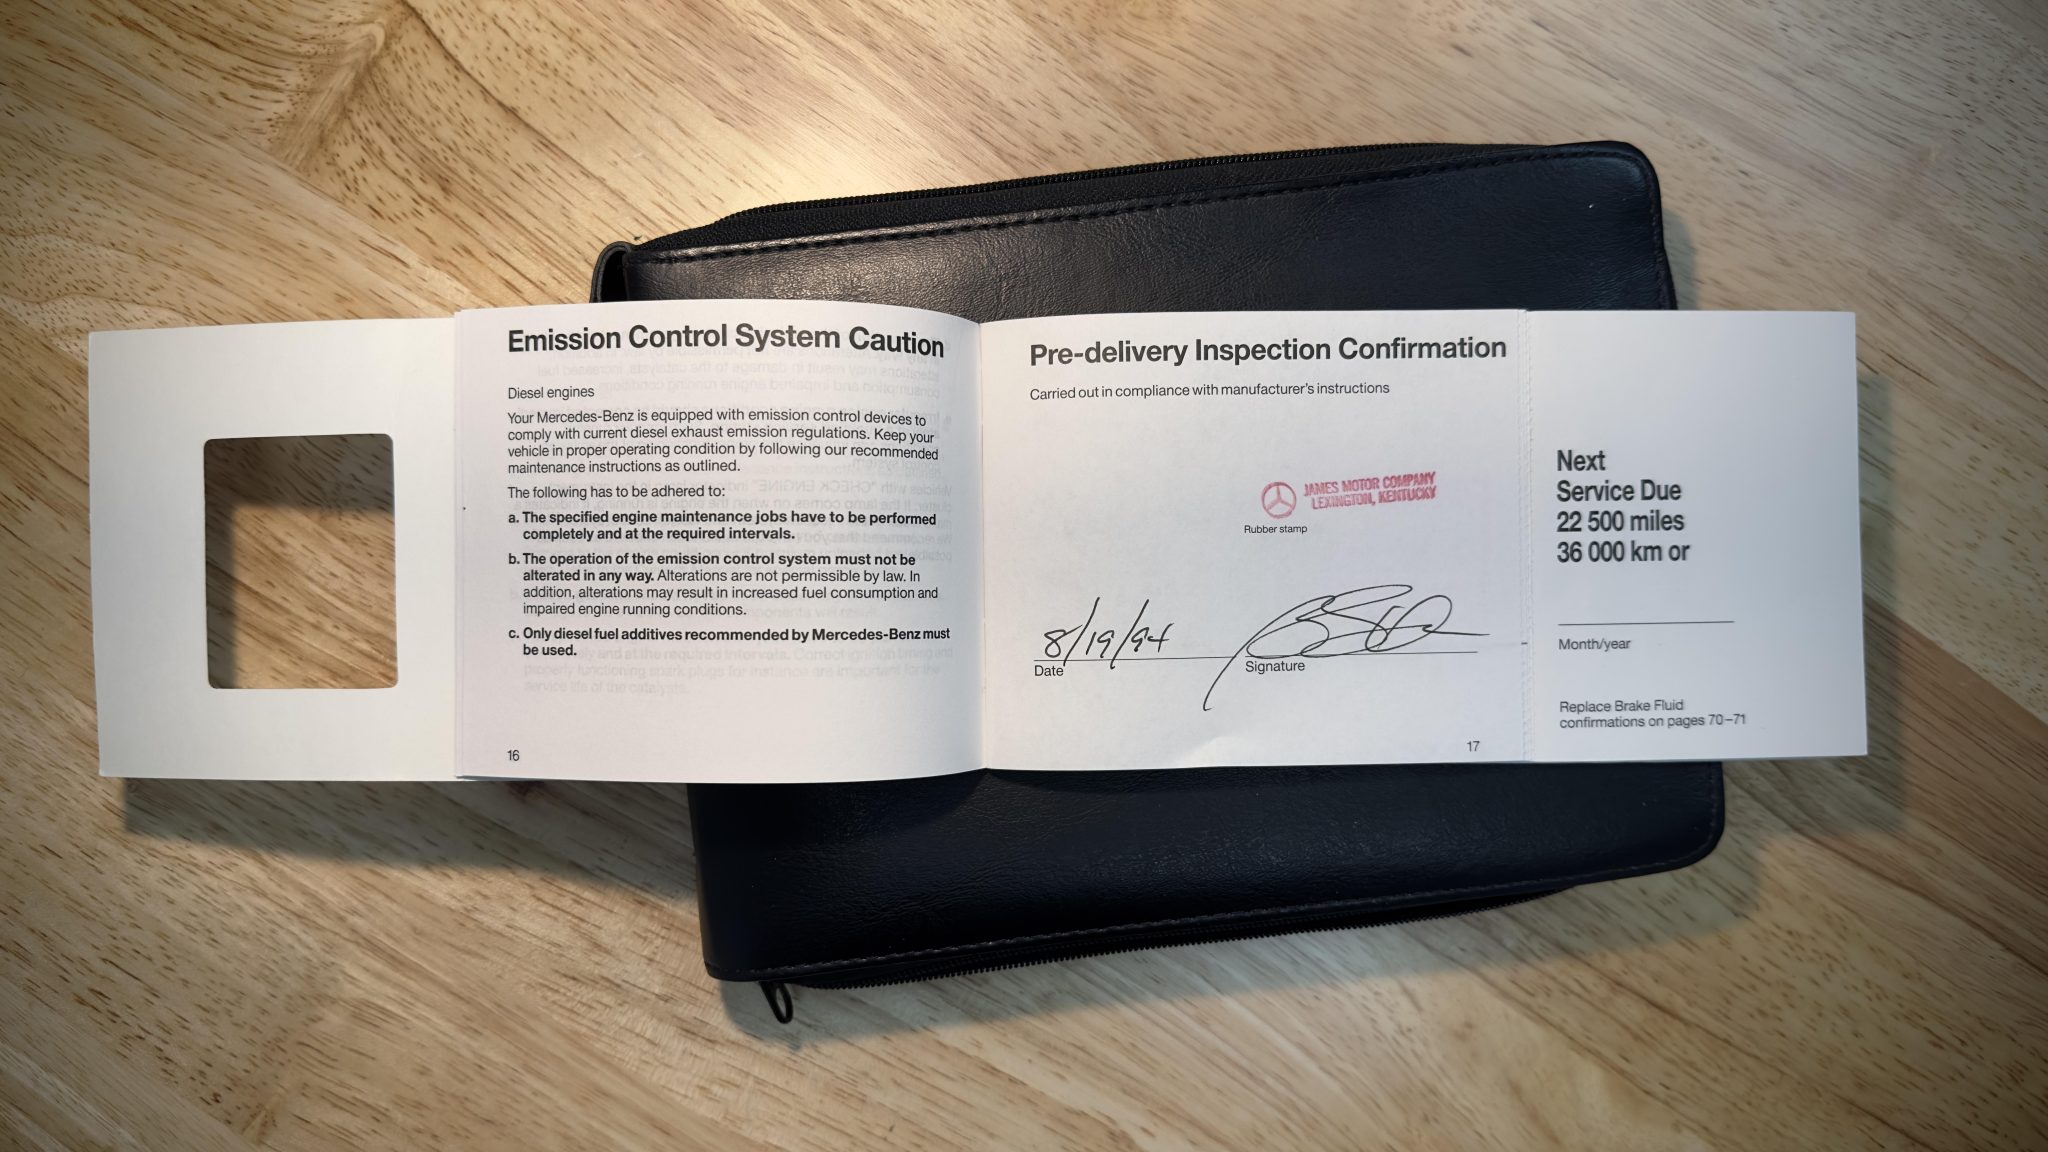 Emission Control System Caution
Diesel engines
Your Mercedes-Benz is equipped with emission control devices to
comply with current diesel exhaust emission regulations. Keep your
vehicle in proper operating condition by following our recommended
maintenance instructions as outlined.
The following has to be adhered to:
a. The specified engine maintenance jobs have to be performed
completely and at the required intervals.
b. The operation of the emission control system must not be
alterated in any way. Alterations are not permissible by law. In
addition, alterations may result in increased fuel consumption and
impaired engine running conditions.
c. Only diesel fuel additives recommended by Mercedes-Benz must
be used.
16
Pre-delivery Inspection Confirmation
Carried out in compliance with manufacturer's instructions
JAMES MOTOR COMPANY
LEXINGTON, KENTUCKY
Rubber stamp
8/19/94
Date
Signature
17
Next
Service Due
22 500 miles
36 000 km or
Month/year
Replace Brake Fluid
confirmations on pages 70–71